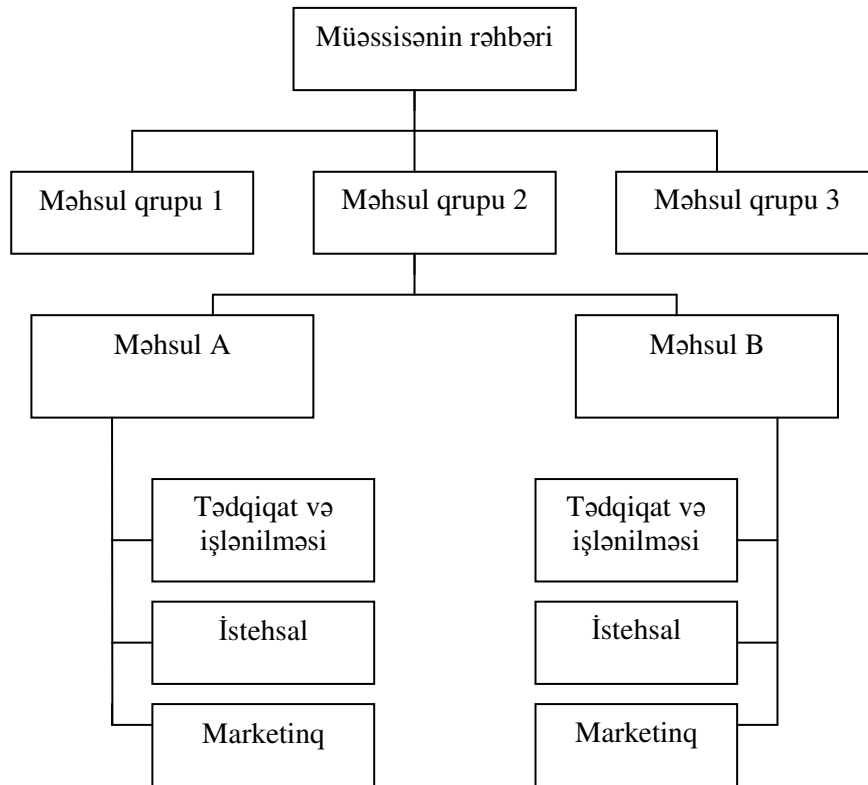 Müəssisənin rəhbəri
Məhsul qrupu 1
Məhsul qrupu 2
Məhsul qrupu 3
Məhsul A
Məhsul B
Tədqiqat və
işlənilməsi
Tədqiqat və
işlənilməsi
İstehsal
İstehsal
Marketinq
Marketinq